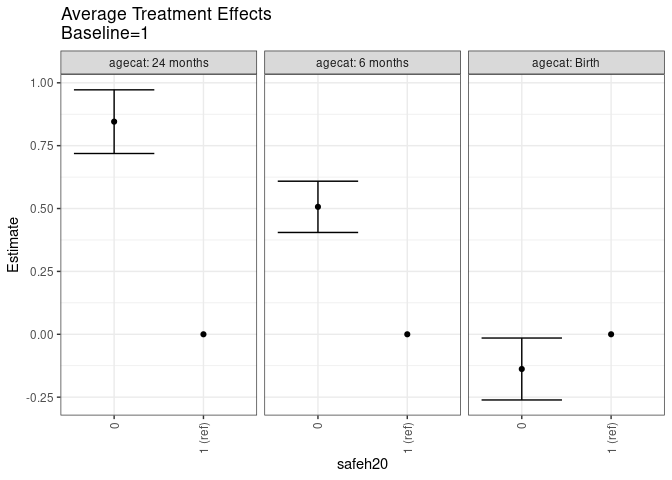 Average Treatment Effects
Baseline=1
agecat: 24 months
agecat: 6 months
agecat: Birth
1.00
0.75
0.50
0.25
0.00
-0.25
Estimate
0
1 (ref)
0
1 (ref)
0
1 (ref)
safeh20